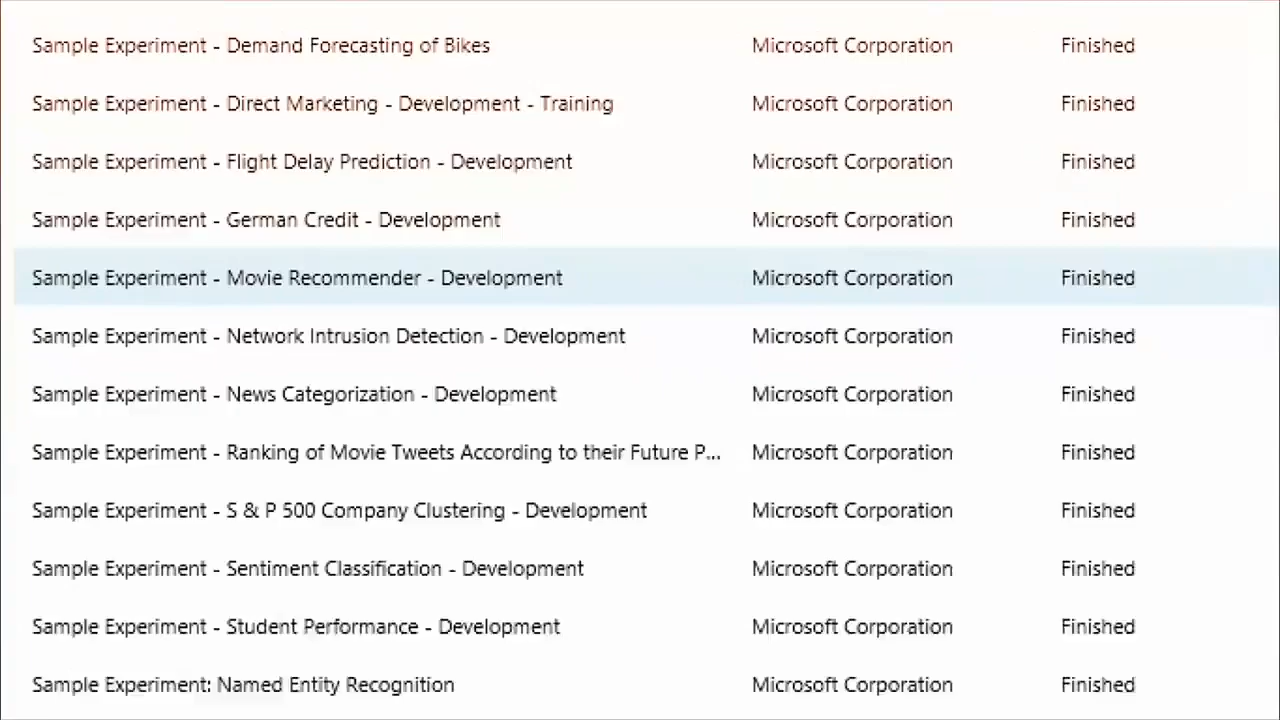 Sample Experiment - Demand Forecasting of Bikes Microsoft Corporation Finished
Sample Experiment - Direct Marketing - Development - Training Microsoft Corporation Finished
Sample Experiment - Flight Delay Prediction - Development Microsoft Corporation Finished
Sample Experiment - German Credit - Development Microsoft Corporation Finished
Sample Experiment - Movie Recommender - Development Microsoft Corporation Finished
Sample Experiment - Network Intrusion Detection - Development Microsoft Corporation Finished
Sample Experiment - News Categorization - Development Microsoft Corporation Finished
Sample Experiment - Ranking of Movie Tweets According to their Future P... Microsoft Corporation Finished
Sample Experiment - S & P 500 Company Clustering - Development Microsoft Corporation Finished
Sample Experiment - Sentiment Classification - Development Microsoft Corporation Finished
Sample Experiment - Student Performance - Development Microsoft Corporation Finished
Sample Experiment: Named Entity Recognition Microsoft Corporation Finished